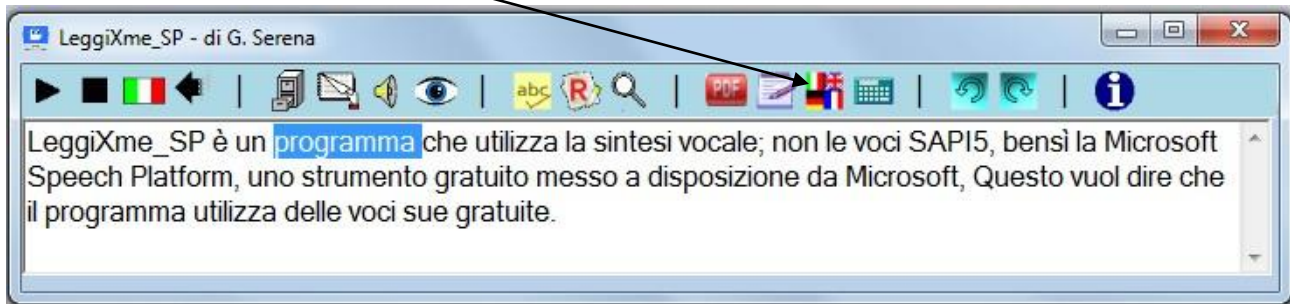 LeggiXme_SP - di G. Serena
abc R PDF i
LeggiXme_SP è un programma che utilizza la sintesi vocale; non le voci SAPI5, bensì la Microsoft
Speech Platform, uno strumento gratuito messo a disposizione da Microsoft, Questo vuol dire che
il programma utilizza delle voci sue gratuite.